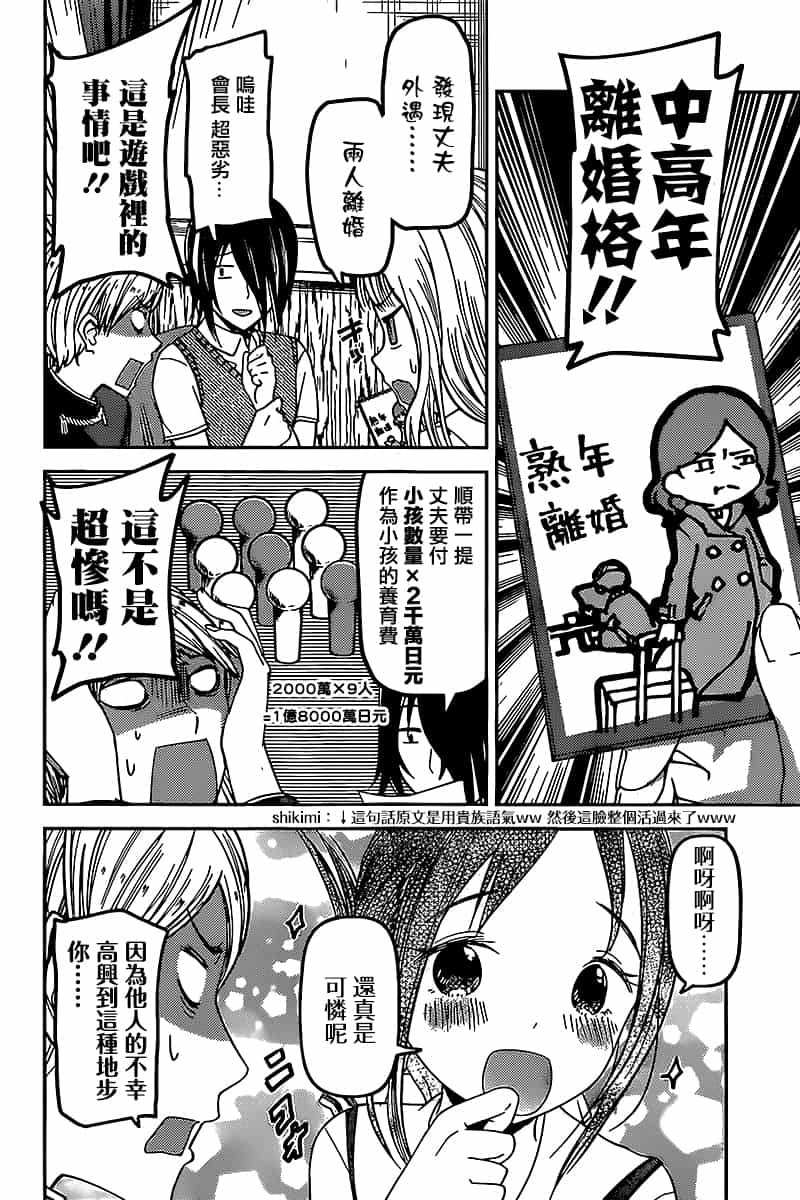 中高年
離婚格!!
熟年
離婚
發現丈夫
外遇……
兩人離婚
嗚哇
會長 超惡劣…
這是遊戲裡的
事情吧!!
キッ
順帶一提
丈夫要付
小孩數量×2千萬日元
作為小孩的養育費
2000萬×9人
=1億8000萬日元
這不是
超慘嗎!!
shikimi：↓這句話原文是用貴族語氣ww 然後這臉整個活過來了www
啊呀啊呀……
還真是
可憐呢
因為他人的不幸
高興到這種地步
你……